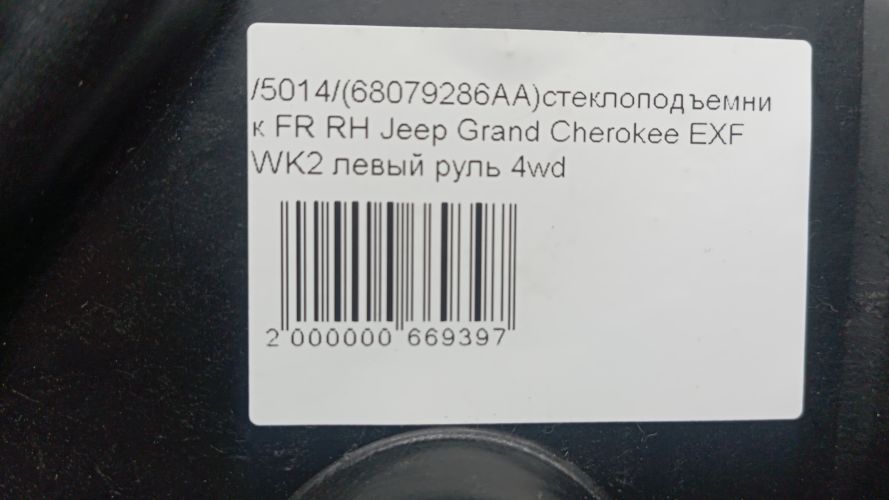 /5014/(68079286AA)стеклоподъемни
к FR RH Jeep Grand Cherokee EXF
WK2 левый руль 4wd
2 000000 669397